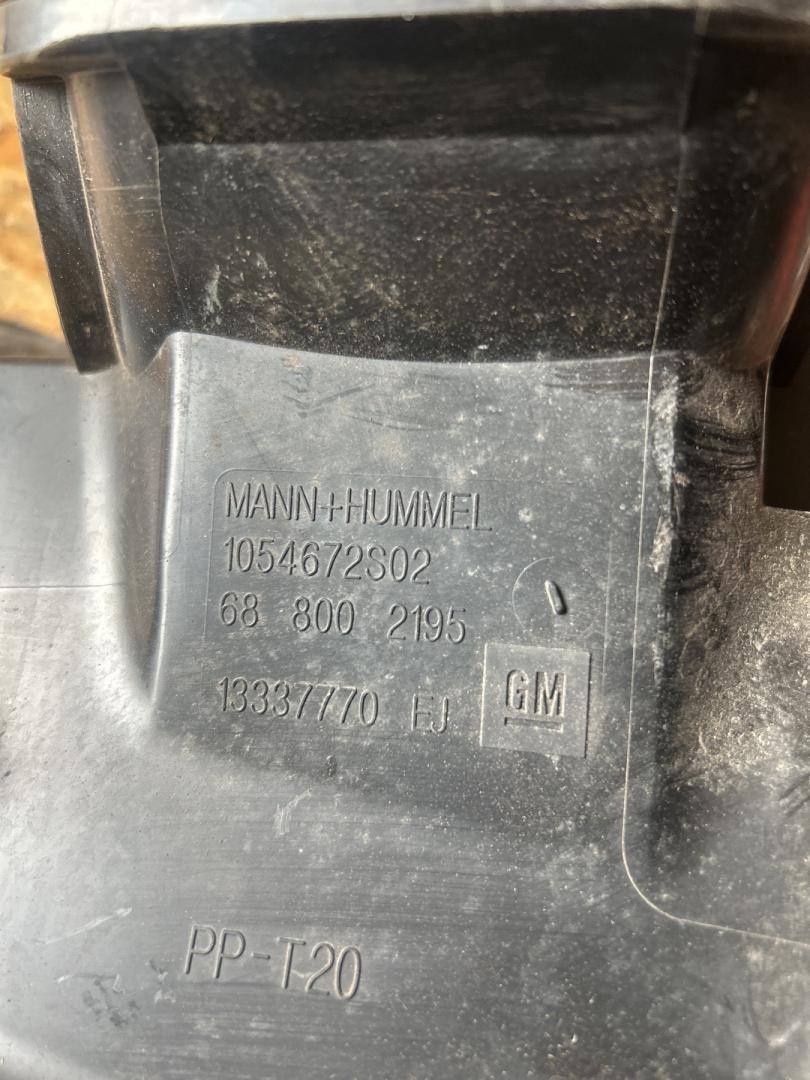 MANN+HUMMEL
1054672S02
68 800 2195
13337770 EJ
GM
PP-T20